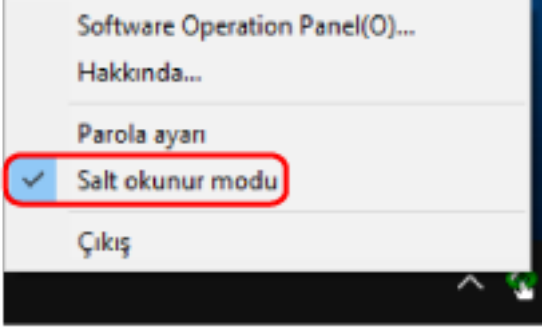 Software Operation Panel(O)...
Hakkında...
Parola ayarı
Salt okunur modu
Çıkış